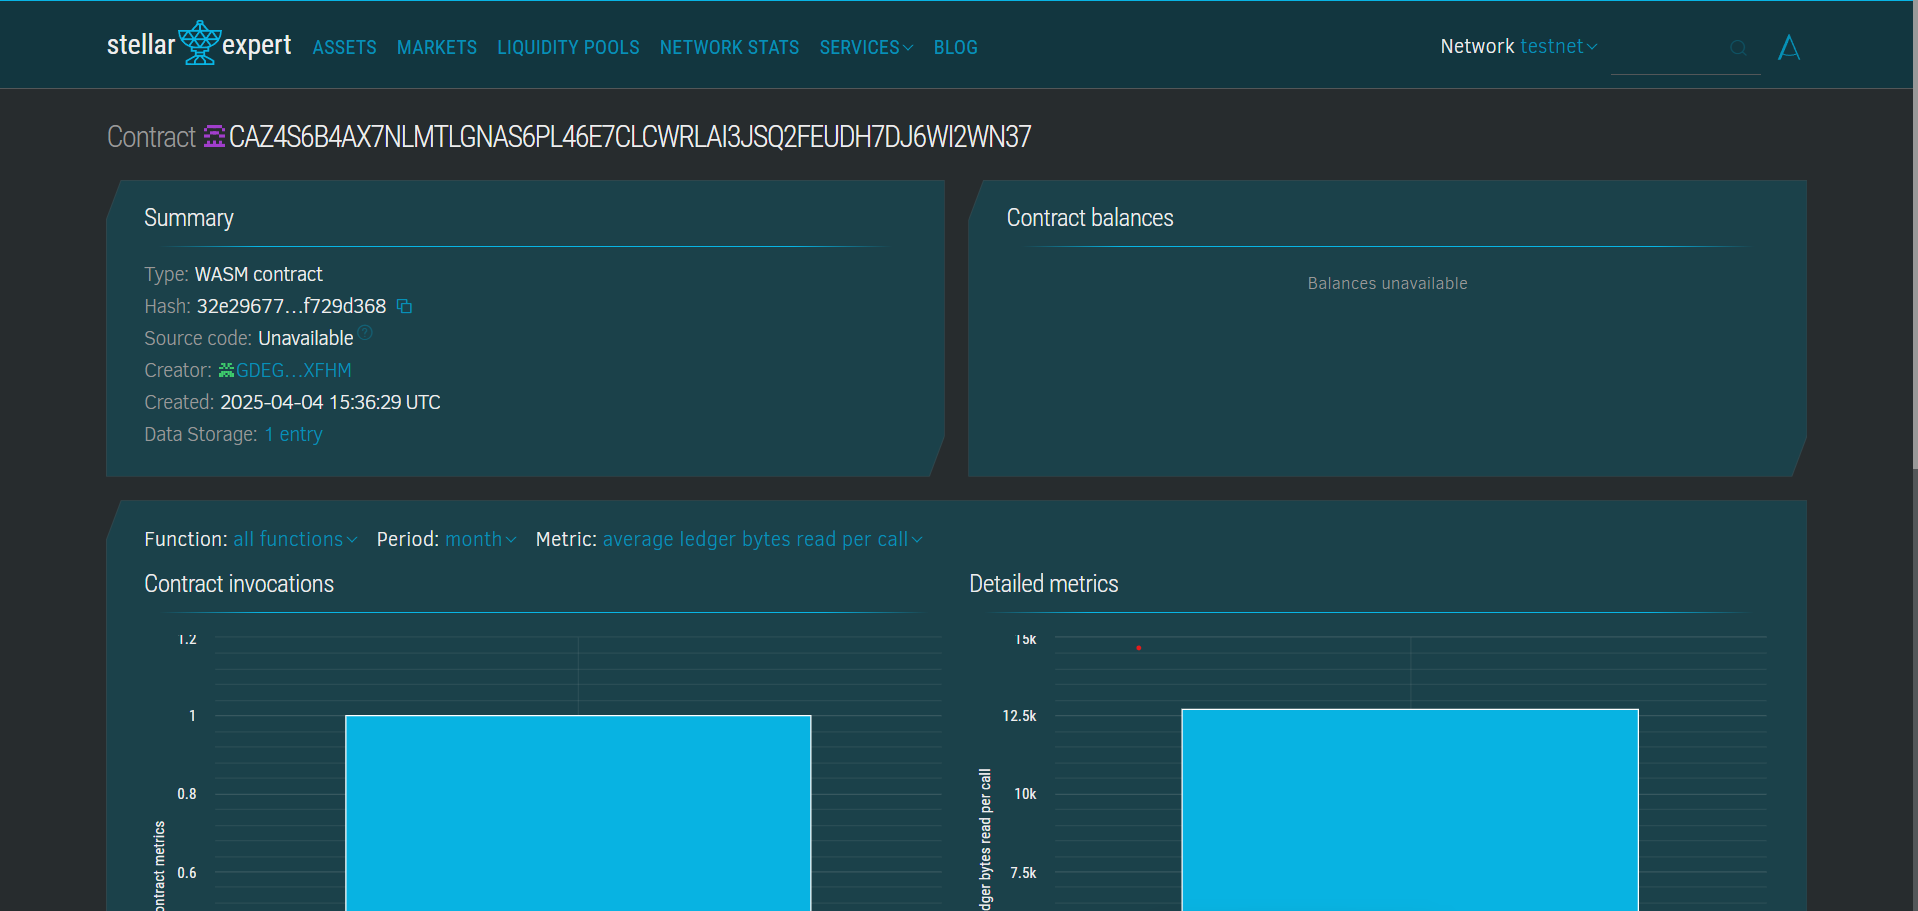 stellar expert ASSETS MARKETS LIQUIDITY POOLS NETWORK STATS SERVICES BLOG Network testnet
Contract CAZ4S6B4AX7NLMTLGNAS6PL46E7CLCWRLAI3JSQ2FEUDH7DJ6WI2WN37
Summary
Type: WASM contract
Hash: 32e29677...f729d368
Source code: Unavailable
Creator: GDEG...XFHM
Created: 2025-04-04 15:36:29 UTC
Data Storage: 1 entry
Contract balances
Balances unavailable
Function: all functions Period: month Metric: average ledger bytes read per call
Contract invocations
1.2
1
0.8
0.6
ontract metrics
Detailed metrics
15k
12.5k
10k
7.5k
dger bytes read per call